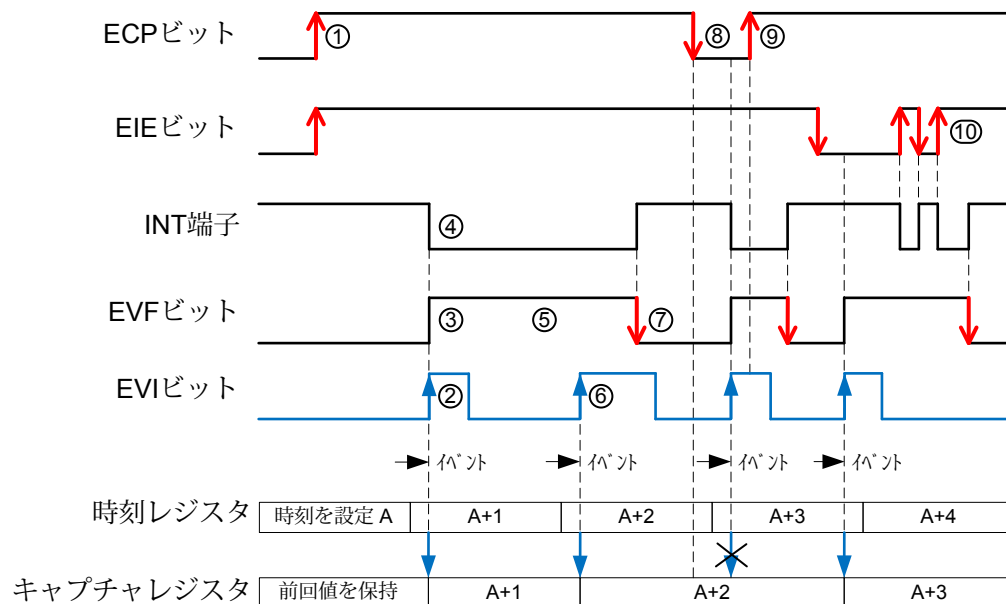 ECPビット ① ⑧ ⑨
EIEビット ⑩
INT端子 ④
EVFビット ③ ⑤ ⑦
EVIビット ② ⑥
ｲﾍﾞﾝﾄ ｲﾍﾞﾝﾄ ｲﾍﾞﾝﾄ ｲﾍﾞﾝﾄ
時刻レジスタ 時刻を設定 A A+1 A+2 A+3 A+4
キャプチャレジスタ 前回値を保持 A+1 A+2 A+3